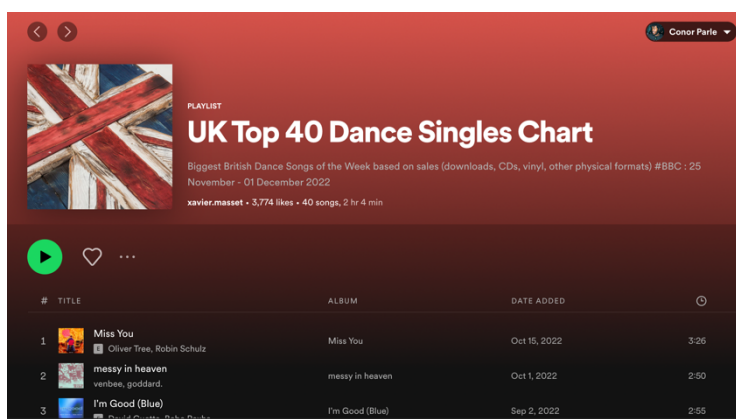 Conor Parle
PLAYLIST
UK Top 40 Dance Singles Chart
Biggest British Dance Songs of the Week based on sales (downloads, CDs, vinyl, other physical formats) #BBC : 25
November - 01 December 2022
xavier.masset • 3,774 likes • 40 songs, 2 hr 4 min
# TITLE ALBUM DATE ADDED
1 Miss You Miss You Oct 15, 2022 3:26
E Oliver Tree, Robin Schulz
2 messy in heaven messy in heaven Oct 1, 2022 2:50
venbee, goddard.
3 I'm Good (Blue) I'm Good (Blue) Sep 2, 2022 2:55
E David Guetta, Bebe Rexha